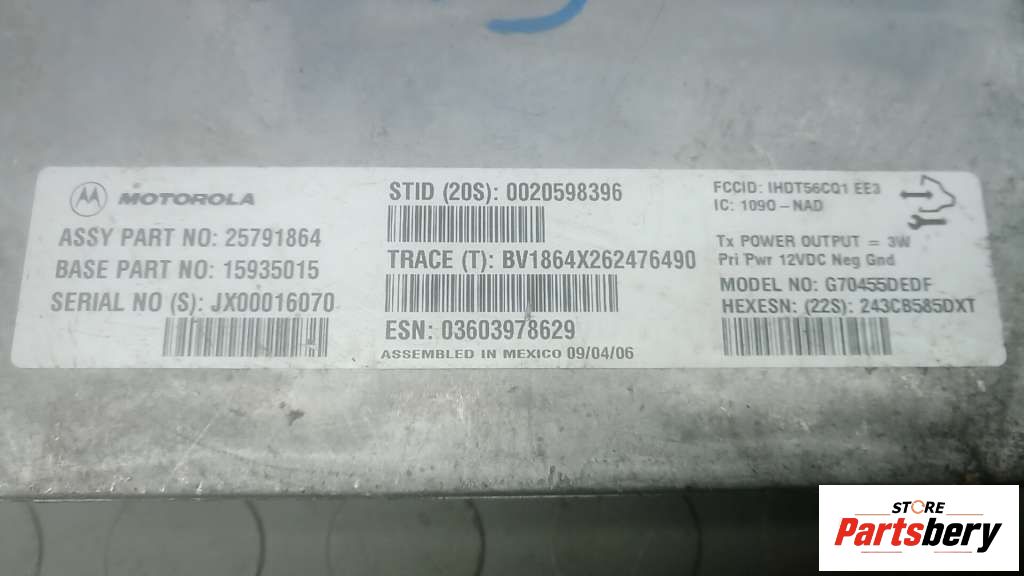 MOTOROLA
ASSY PART NO: 25791864
BASE PART NO: 15935015
SERIAL NO (S): JX00016070
STID (20S): 0020598396
TRACE (T): BV1864X262476490
ESN: 03603978629
ASSEMBLED IN MEXICO 09/04/06
FCCID: IHDT56CQ1 EE3
IC: 109O-NAD
Tx POWER OUTPUT = 3W
Pri Pwr 12VDC Neg Gnd
MODEL NO: G70455DEDF
HEXESN: (22S): 243CB585DXT
STORE
Partsbery